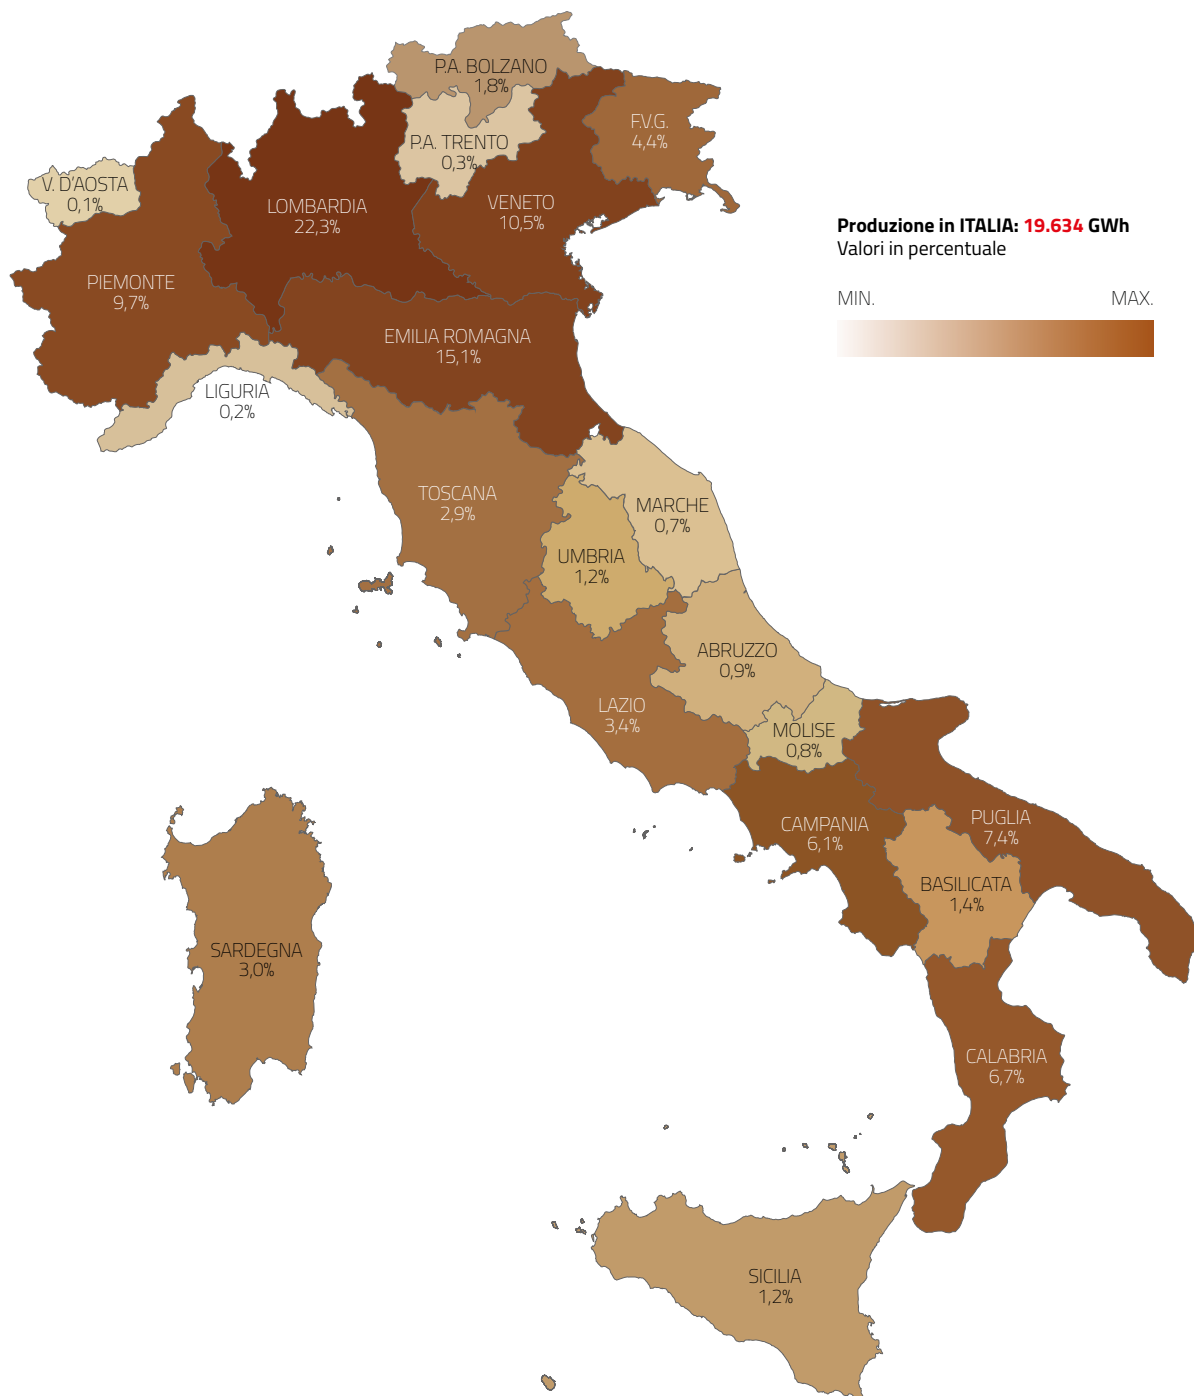 P.A. BOLZANO
1,8%
F.V.G.
4,4%
P.A. TRENTO
0,3%
V. D'AOSTA
0,1%
LOMBARDIA
22,3%
VENETO
10,5%
Produzione in ITALIA: 19.634 GWh
Valori in percentuale
MIN. MAX.
PIEMONTE
9,7%
EMILIA ROMAGNA
15,1%
LIGURIA
0,2%
TOSCANA
2,9%
MARCHE
0,7%
UMBRIA
1,2%
ABRUZZO
0,9%
LAZIO
3,4%
MOLISE
0,8%
CAMPANIA
6,1%
PUGLIA
7,4%
BASILICATA
1,4%
SARDEGNA
3,0%
CALABRIA
6,7%
SICILIA
1,2%